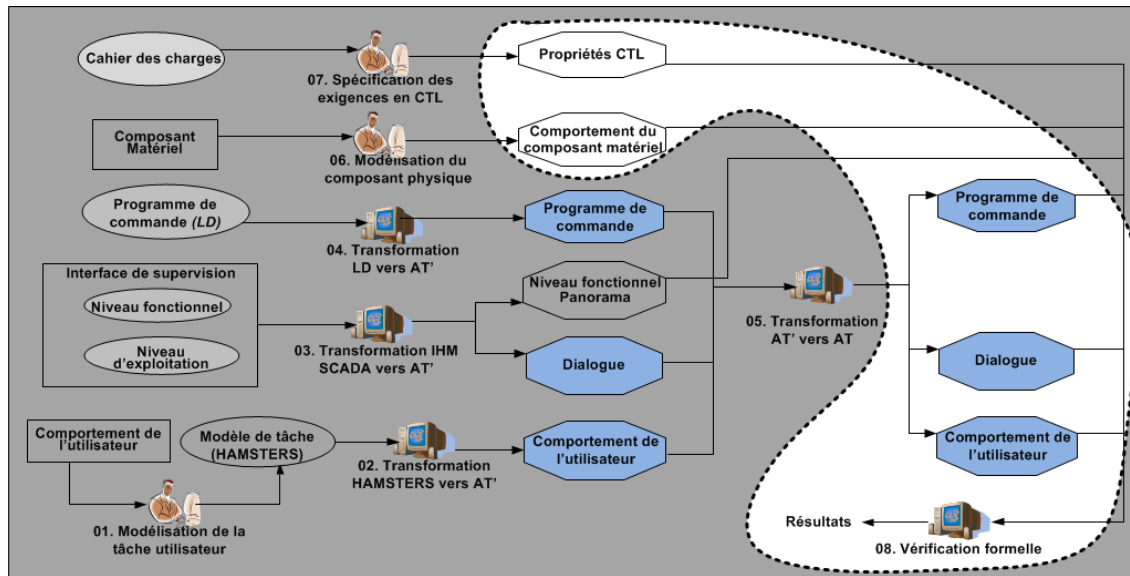 Cahier des charges
07. Spécification des
exigences en CTL
Propriétés CTL
Composant
Matériel
06. Modélisation du
composant physique
Comportement du
composant matériel
Programme de
commande (LD)
04. Transformation
LD vers AT’
Programme de
commande
Programme de
commande
Interface de supervision
Niveau fonctionnel
Niveau
d’exploitation
03. Transformation IHM
SCADA vers AT’
Niveau fonctionnel
Panorama
Dialogue
05. Transformation
AT’ vers AT
Dialogue
Comportement de
l’utilisateur
Modèle de tâche
(HAMSTERS)
02. Transformation
HAMSTERS vers AT’
Comportement de
l’utilisateur
Comportement de
l’utilisateur
01. Modélisation de la
tâche utilisateur
Résultats
08. Vérification formelle